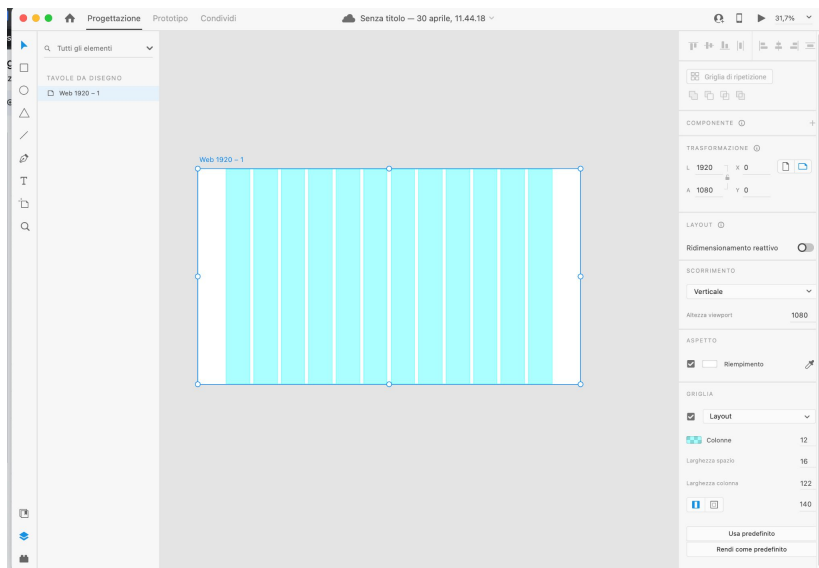 Progettazione Prototipo Condividi
Senza titolo — 30 aprile, 11.44.18
31,7%
Tutti gli elementi
TAVOLE DA DISEGNO
Web 1920 – 1
Web 1920 – 1
Griglia di ripetizione
COMPONENTE
TRASFORMAZIONE
L 1920 X 0
A 1080 Y 0
LAYOUT
Ridimensionamento reattivo
SCORRIMENTO
Verticale
Altezza viewport 1080
ASPETTO
Riempimento
GRIGLIA
Layout
Colonne 12
Larghezza spazio 16
Larghezza colonna 122
140
Usa predefinito
Rendi come predefinito